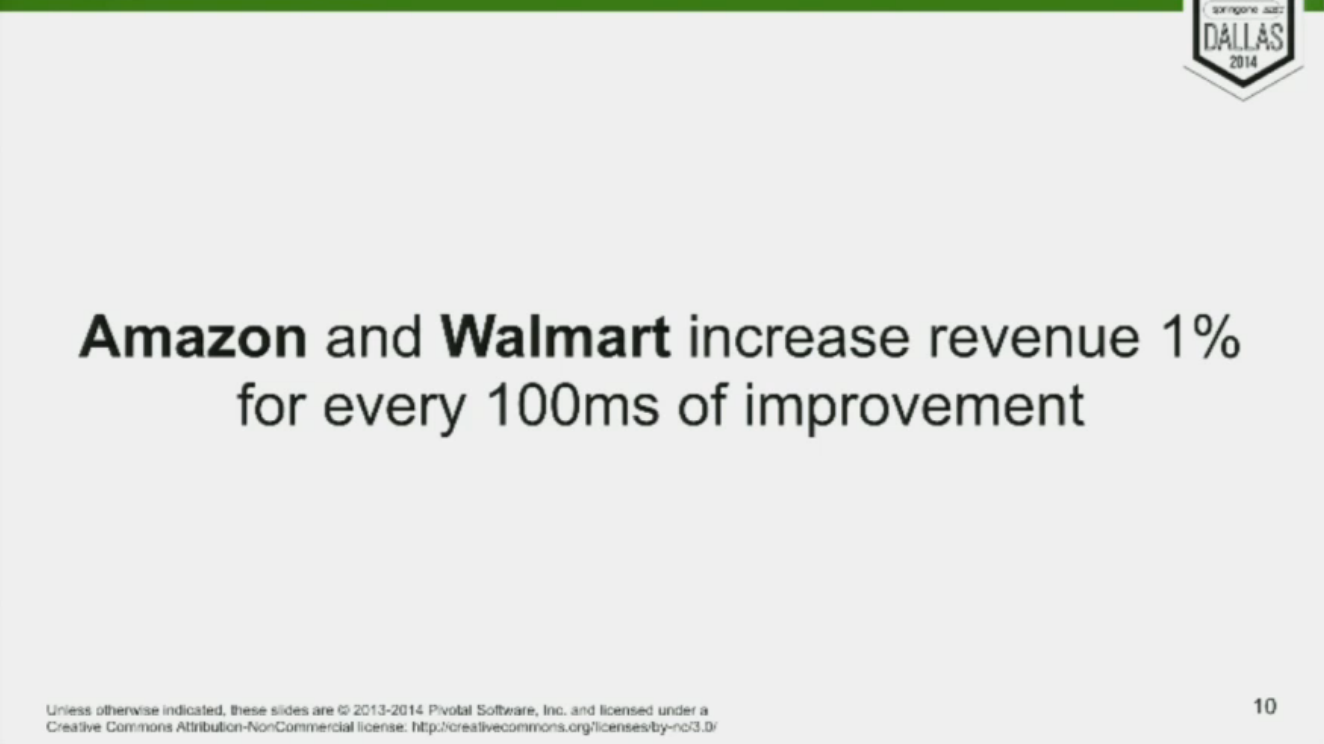 DALLAS
2014
Amazon and Walmart increase revenue 1%
for every 100ms of improvement
Unless otherwise indicated, these slides are © 2013-2014 Pivotal Software, Inc. and licensed under a
Creative Commons Attribution-NonCommercial license: http://creativecommons.org/licenses/by-nc/3.0/
10